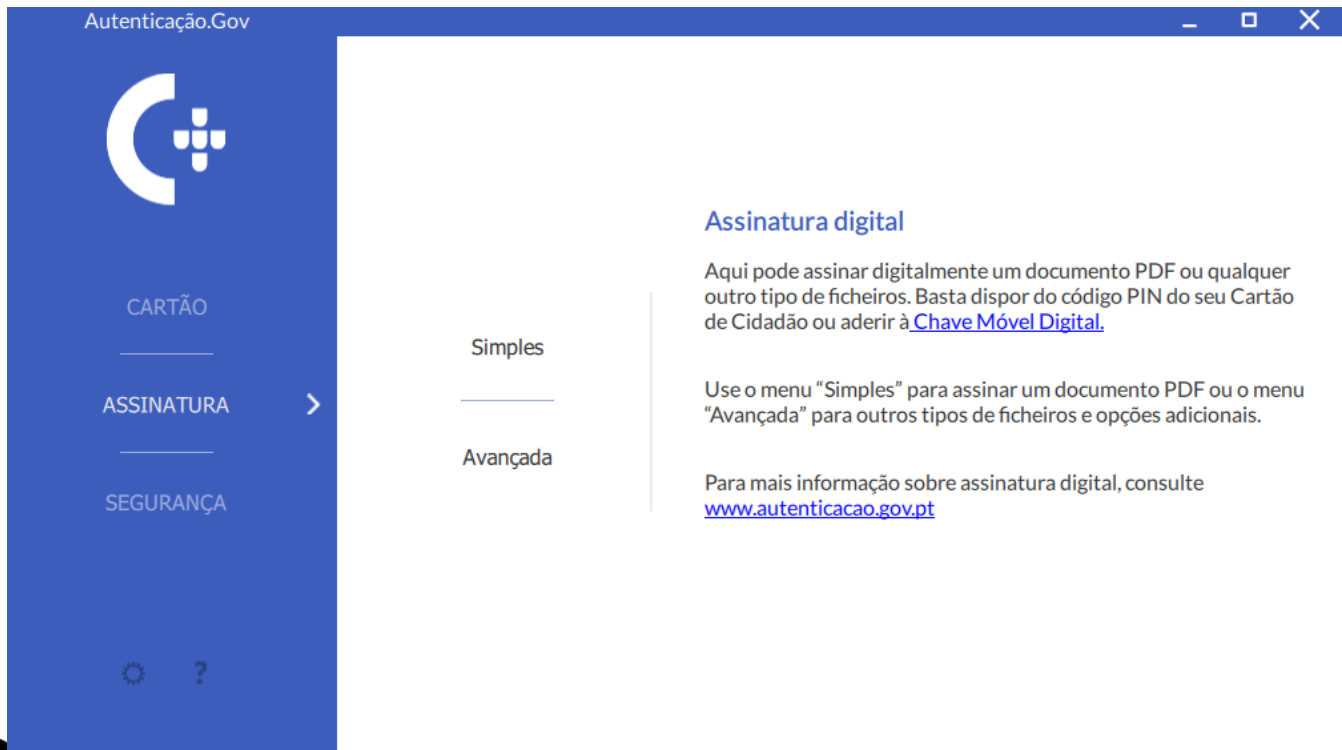 Autenticação.Gov
CARTÃO
ASSINATURA
SEGURANÇA
?
Simples
Avançada
Assinatura digital
Aqui pode assinar digitalmente um documento PDF ou qualquer
outro tipo de ficheiros. Basta dispor do código PIN do seu Cartão
de Cidadão ou aderir à Chave Móvel Digital.
Use o menu “Simples” para assinar um documento PDF ou o menu
“Avançada” para outros tipos de ficheiros e opções adicionais.
Para mais informação sobre assinatura digital, consulte
www.autenticacao.gov.pt